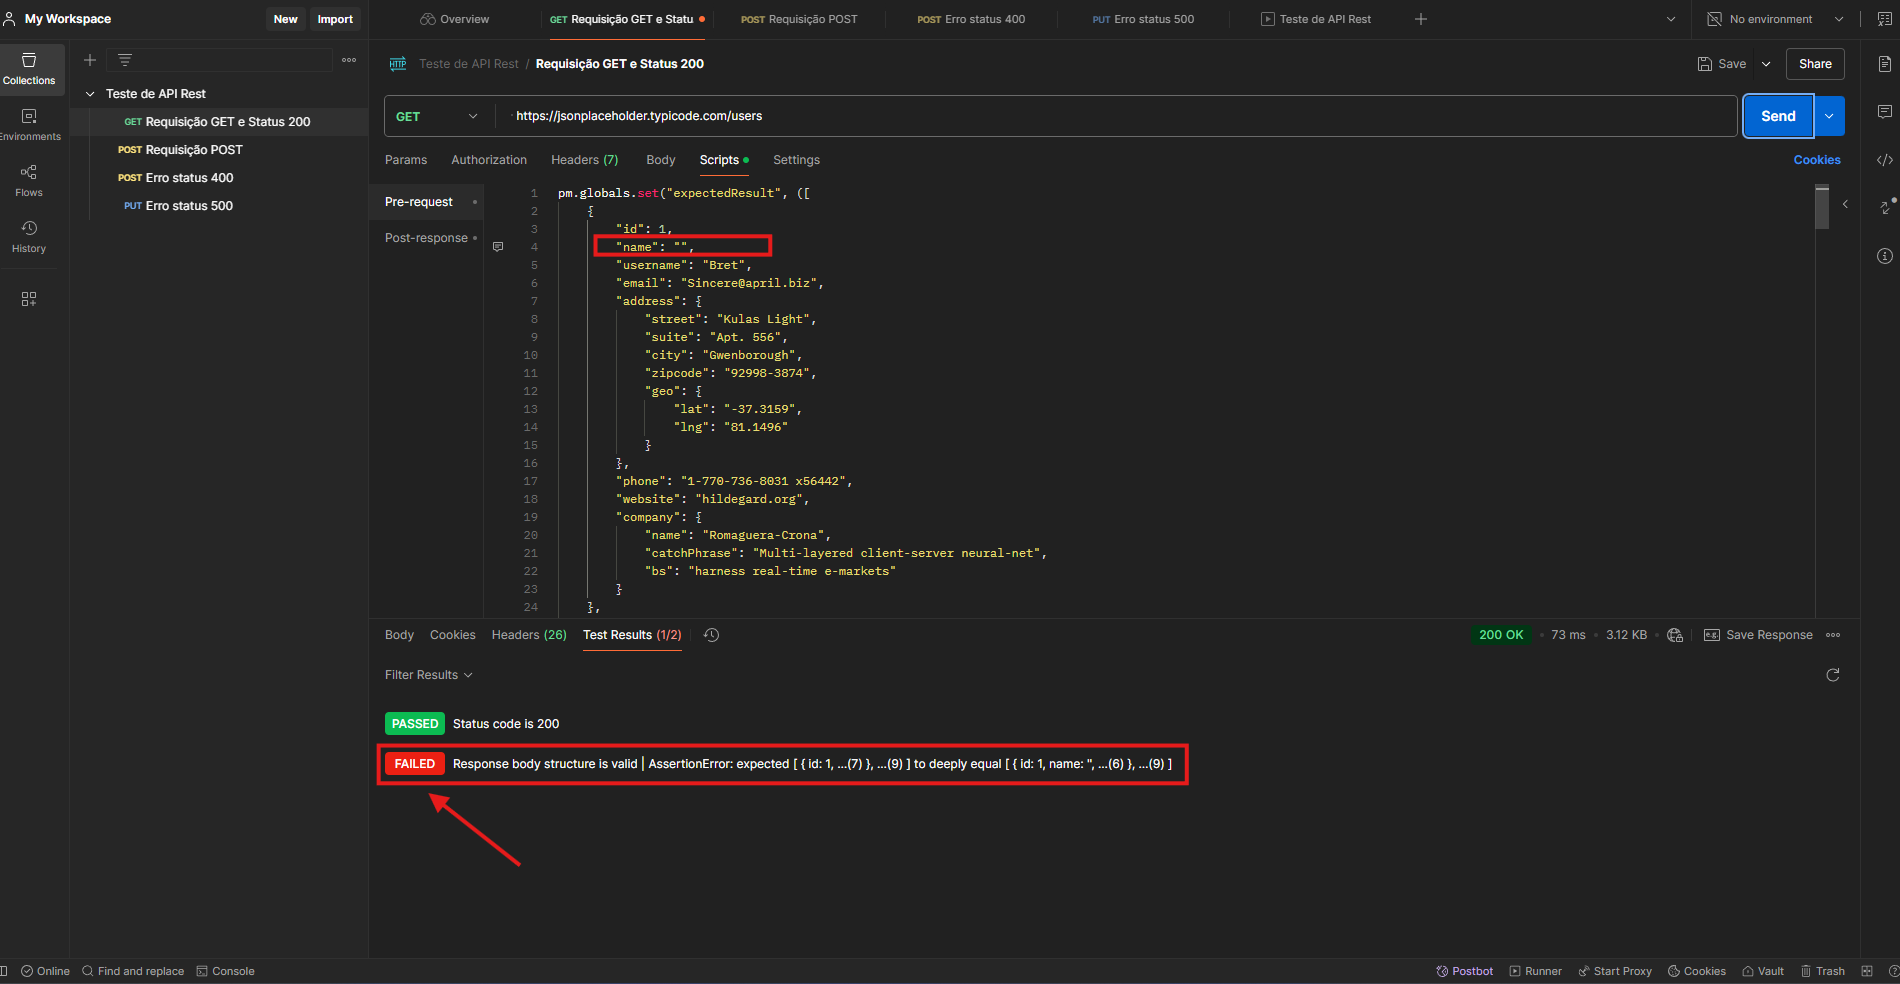 My Workspace
New
Import
Overview
GET Requisição GET e Statu
POST Requisição POST
POST Erro status 400
PUT Erro status 500
Teste de API Rest
No environment
Collections
Environments
Flows
History
Teste de API Rest
GET Requisição GET e Status 200
POST Requisição POST
POST Erro status 400
PUT Erro status 500
HTTP
Teste de API Rest / Requisição GET e Status 200
Save
Share
GET
https://jsonplaceholder.typicode.com/users
Send
Params
Authorization
Headers (7)
Body
Scripts
Settings
Cookies
Pre-request
Post-response
1 pm.globals.set("expectedResult", ([
2 {
3 "id": 1,
4 "name": "",
5 "username": "Bret",
6 "email": "Sincere@april.biz",
7 "address": {
8 "street": "Kulas Light",
9 "suite": "Apt. 556",
10 "city": "Gwenborough",
11 "zipcode": "92998-3874",
12 "geo": {
13 "lat": "-37.3159",
14 "lng": "81.1496"
15 }
16 },
17 "phone": "1-770-736-8031 x56442",
18 "website": "hildegard.org",
19 "company": {
20 "name": "Romaguera-Crona",
21 "catchPhrase": "Multi-layered client-server neural-net",
22 "bs": "harness real-time e-markets"
23 }
24 },
Body
Cookies
Headers (26)
Test Results (1/2)
200 OK
73 ms
3.12 KB
e.g.
Save Response
Filter Results
PASSED Status code is 200
FAILED Response body structure is valid | AssertionError: expected [ { id: 1, …(7) }, …(9) ] to deeply equal [ { id: 1, name: '', …(6) }, …(9) ]
Online
Find and replace
Console
Postbot
Runner
Start Proxy
Cookies
Vault
Trash